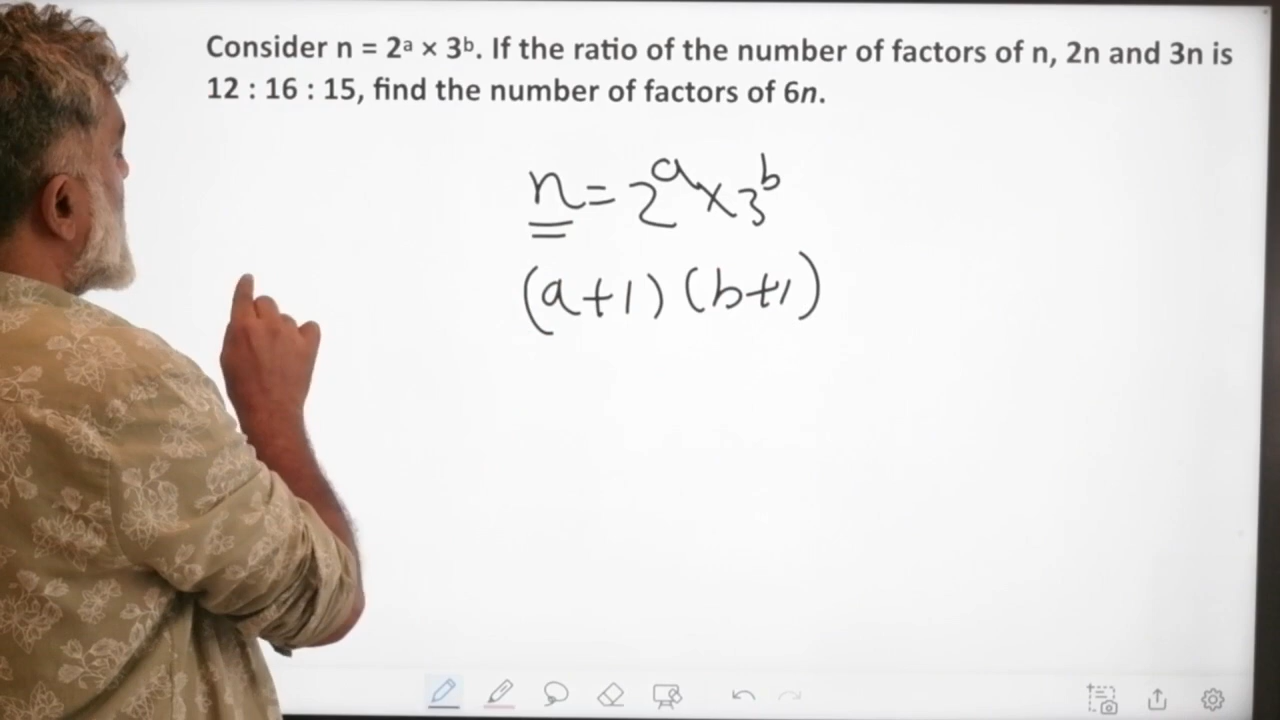 Consider n = 2ᵃ × 3ᵇ. If the ratio of the number of factors of n, 2n and 3n is
12 : 16 : 15, find the number of factors of 6n.
n = 2ᵃ × 3ᵇ
(a+1) (b+1)